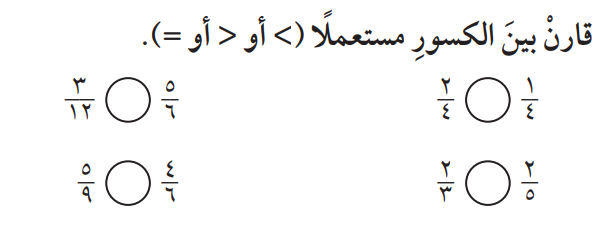 قارنْ بينَ الكسورِ مستعملًا (> أو < أو =).
١/٤ ◯ ٢/٤
٥/٦ ◯ ٣/١٢
٢/٥ ◯ ٢/٣
٤/٦ ◯ ٥/٩